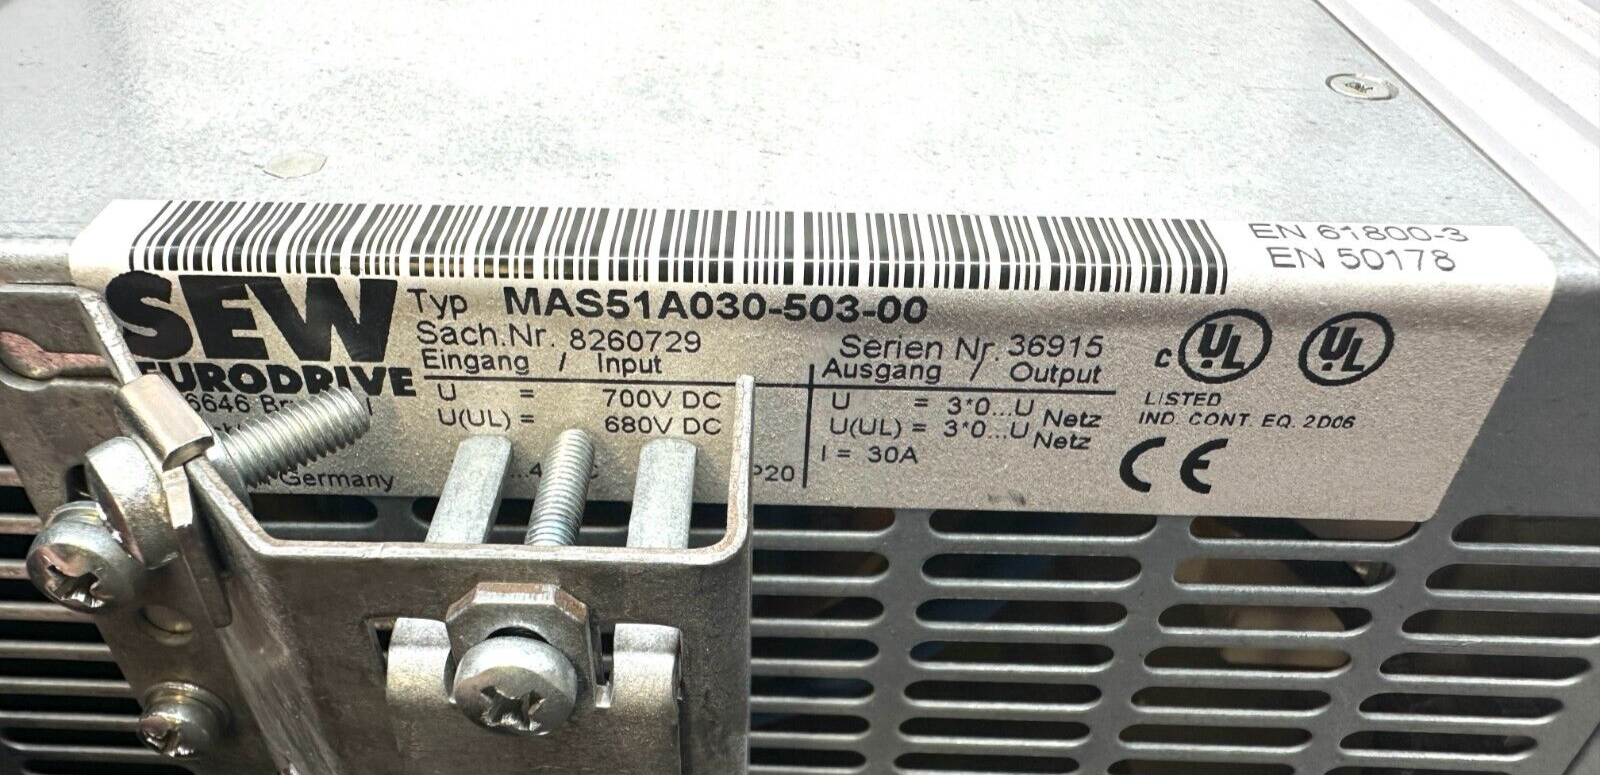 EN 61800-3
EN 50178
SEW
EURODRIVE
Typ MAS51A030-503-00
Sach.Nr. 8260729
Serien Nr. 36915
Eingang / Input
Ausgang / Output
U = 700V DC
U(UL) = 680V DC
U = 3*0...U Netz
U(UL) = 3*0...U Netz
I = 30A
Germany
P20
c UL UL
LISTED
IND. CONT. EQ. 2D06
CE